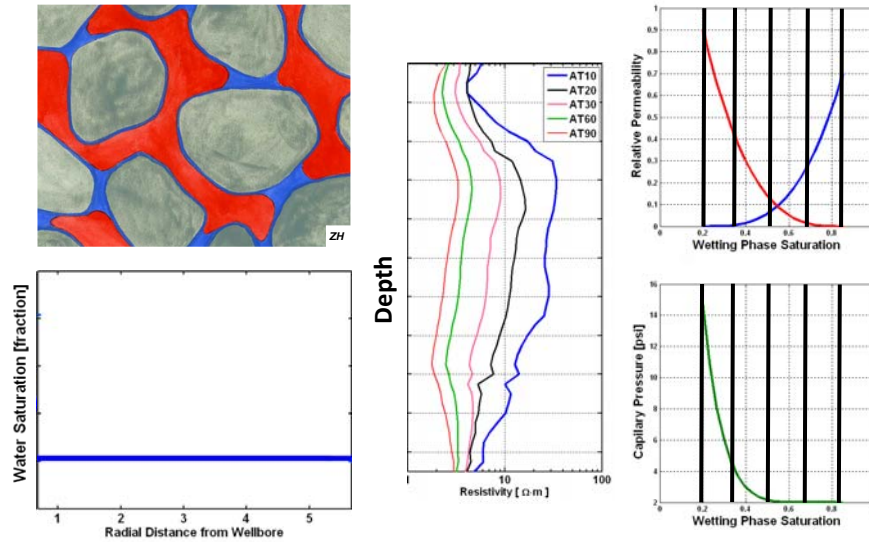 ZH
Water Saturation [fraction]
1 2 3 4 5
Radial Distance from Wellbore
Depth
AT10
AT20
AT30
AT60
AT90
1 10 100
Resistivity [ Ω·m ]
Relative Permeability
1
0.9
0.8
0.7
0.6
0.5
0.4
0.3
0.2
0.1
0
0 0.2 0.4 0.6 0.8
Wetting Phase Saturation
Capilary Pressure [psi]
16
14
12
10
8
6
4
2
0 0.2 0.4 0.6 0.8
Wetting Phase Saturation